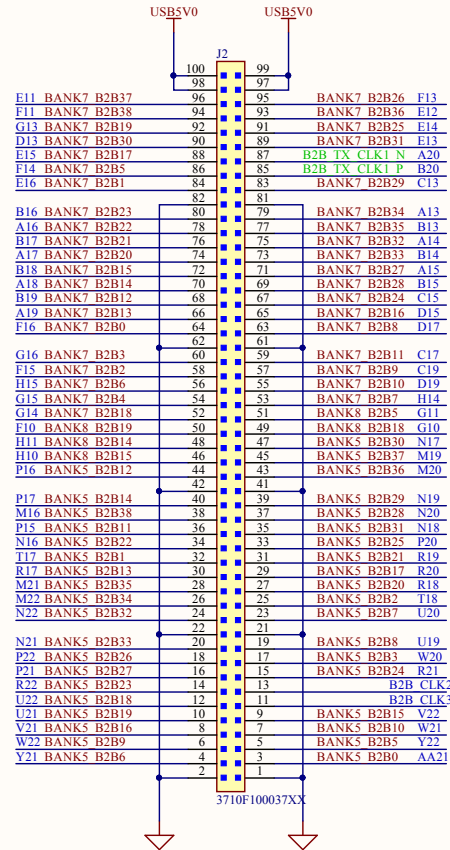 USB5V0 USB5V0
J2
100 99
98 97
E11 BANK7_B2B37 96 95 BANK7_B2B26 F13
F11 BANK7_B2B38 94 93 BANK7_B2B36 E12
G13 BANK7_B2B19 92 91 BANK7_B2B25 E14
D13 BANK7_B2B30 90 89 BANK7_B2B31 E13
E15 BANK7_B2B17 88 87 B2B_TX_CLK1_N A20
F14 BANK7_B2B5 86 85 B2B_TX_CLK1_P B20
E16 BANK7_B2B1 84 83 BANK7_B2B29 C13
82 81
B16 BANK7_B2B23 80 79 BANK7_B2B34 A13
A16 BANK7_B2B22 78 77 BANK7_B2B35 B13
B17 BANK7_B2B21 76 75 BANK7_B2B32 A14
A17 BANK7_B2B20 74 73 BANK7_B2B33 B14
B18 BANK7_B2B15 72 71 BANK7_B2B27 A15
A18 BANK7_B2B14 70 69 BANK7_B2B28 B15
B19 BANK7_B2B12 68 67 BANK7_B2B24 C15
A19 BANK7_B2B13 66 65 BANK7_B2B16 D15
F16 BANK7_B2B0 64 63 BANK7_B2B8 D17
62 61
G16 BANK7_B2B3 60 59 BANK7_B2B11 C17
F15 BANK7_B2B2 58 57 BANK7_B2B9 C19
H15 BANK7_B2B6 56 55 BANK7_B2B10 D19
G15 BANK7_B2B4 54 53 BANK7_B2B7 H14
G14 BANK7_B2B18 52 51 BANK8_B2B5 G11
F10 BANK8_B2B19 50 49 BANK8_B2B18 G10
H11 BANK8_B2B14 48 47 BANK5_B2B30 N17
H10 BANK8_B2B15 46 45 BANK5_B2B37 M19
P16 BANK5_B2B12 44 43 BANK5_B2B36 M20
42 41
P17 BANK5_B2B14 40 39 BANK5_B2B29 N19
M16 BANK5_B2B38 38 37 BANK5_B2B28 N20
P15 BANK5_B2B11 36 35 BANK5_B2B31 N18
N16 BANK5_B2B22 34 33 BANK5_B2B25 P20
T17 BANK5_B2B1 32 31 BANK5_B2B21 R19
R17 BANK5_B2B13 30 29 BANK5_B2B17 R20
M21 BANK5_B2B35 28 27 BANK5_B2B20 R18
M22 BANK5_B2B34 26 25 BANK5_B2B2 T18
N22 BANK5_B2B32 24 23 BANK5_B2B7 U20
22 21
N21 BANK5_B2B33 20 19 BANK5_B2B8 U19
P22 BANK5_B2B26 18 17 BANK5_B2B3 W20
P21 BANK5_B2B27 16 15 BANK5_B2B24 R21
R22 BANK5_B2B23 14 13 B2B_CLK2
U22 BANK5_B2B18 12 11 B2B_CLK3
U21 BANK5_B2B19 10 9 BANK5_B2B15 V22
V21 BANK5_B2B16 8 7 BANK5_B2B10 W21
W22 BANK5_B2B9 6 5 BANK5_B2B5 Y22
Y21 BANK5_B2B6 4 3 BANK5_B2B0 AA21
2 1
3710F100037XX